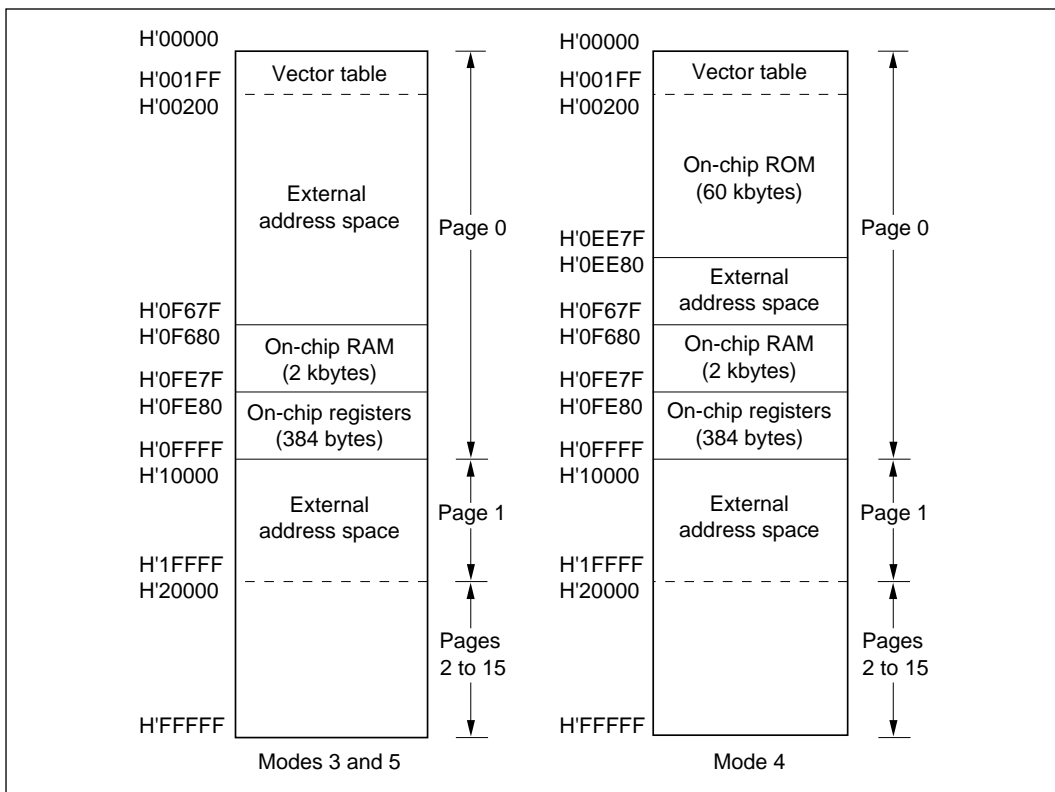 H'00000
H'001FF
H'00200
H'0F67F
H'0F680
H'0FE7F
H'0FE80
H'0FFFF
H'10000
H'1FFFF
H'20000
H'FFFFF
Vector table
External
address space
On-chip RAM
(2 kbytes)
On-chip registers
(384 bytes)
External
address space
Page 0
Page 1
Pages
2 to 15
Modes 3 and 5
H'00000
H'001FF
H'00200
H'0EE7F
H'0EE80
H'0F67F
H'0F680
H'0FE7F
H'0FE80
H'0FFFF
H'10000
H'1FFFF
H'20000
H'FFFFF
Vector table
On-chip ROM
(60 kbytes)
External
address space
On-chip RAM
(2 kbytes)
On-chip registers
(384 bytes)
External
address space
Page 0
Page 1
Pages
2 to 15
Mode 4